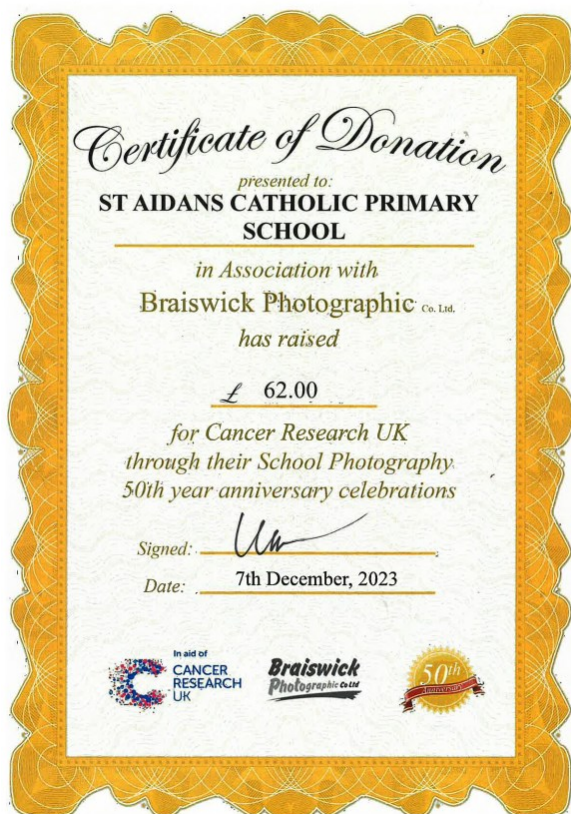 Certificate of Donation
presented to:
ST AIDANS CATHOLIC PRIMARY
SCHOOL
in Association with
Braiswick Photographic Co. Ltd.
has raised
£ 62.00
for Cancer Research UK
through their School Photography
50th year anniversary celebrations
Signed:
Date: 7th December, 2023
In aid of
CANCER
RESEARCH
UK
Braiswick
Photographic Co Ltd
50th
Anniversary